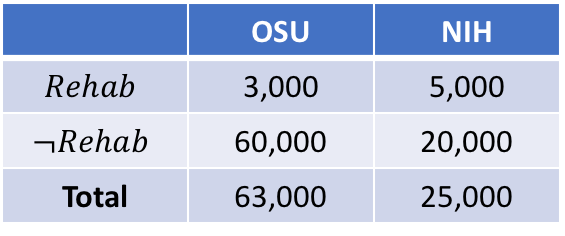 OSU NIH
Rehab 3,000 5,000
¬Rehab 60,000 20,000
Total 63,000 25,000